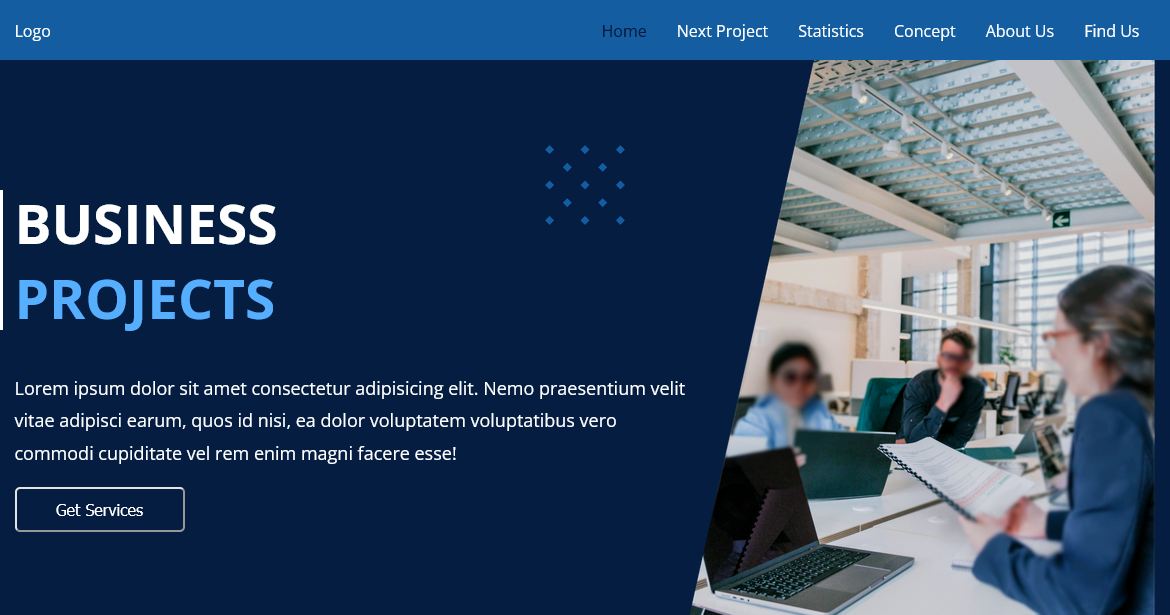 Logo
Home Next Project Statistics Concept About Us Find Us
BUSINESS
PROJECTS
Lorem ipsum dolor sit amet consectetur adipisicing elit. Nemo praesentium velit
vitae adipisci earum, quos id nisi, ea dolor voluptatem voluptatibus vero
commodi cupiditate vel rem enim magni facere esse!
Get Services